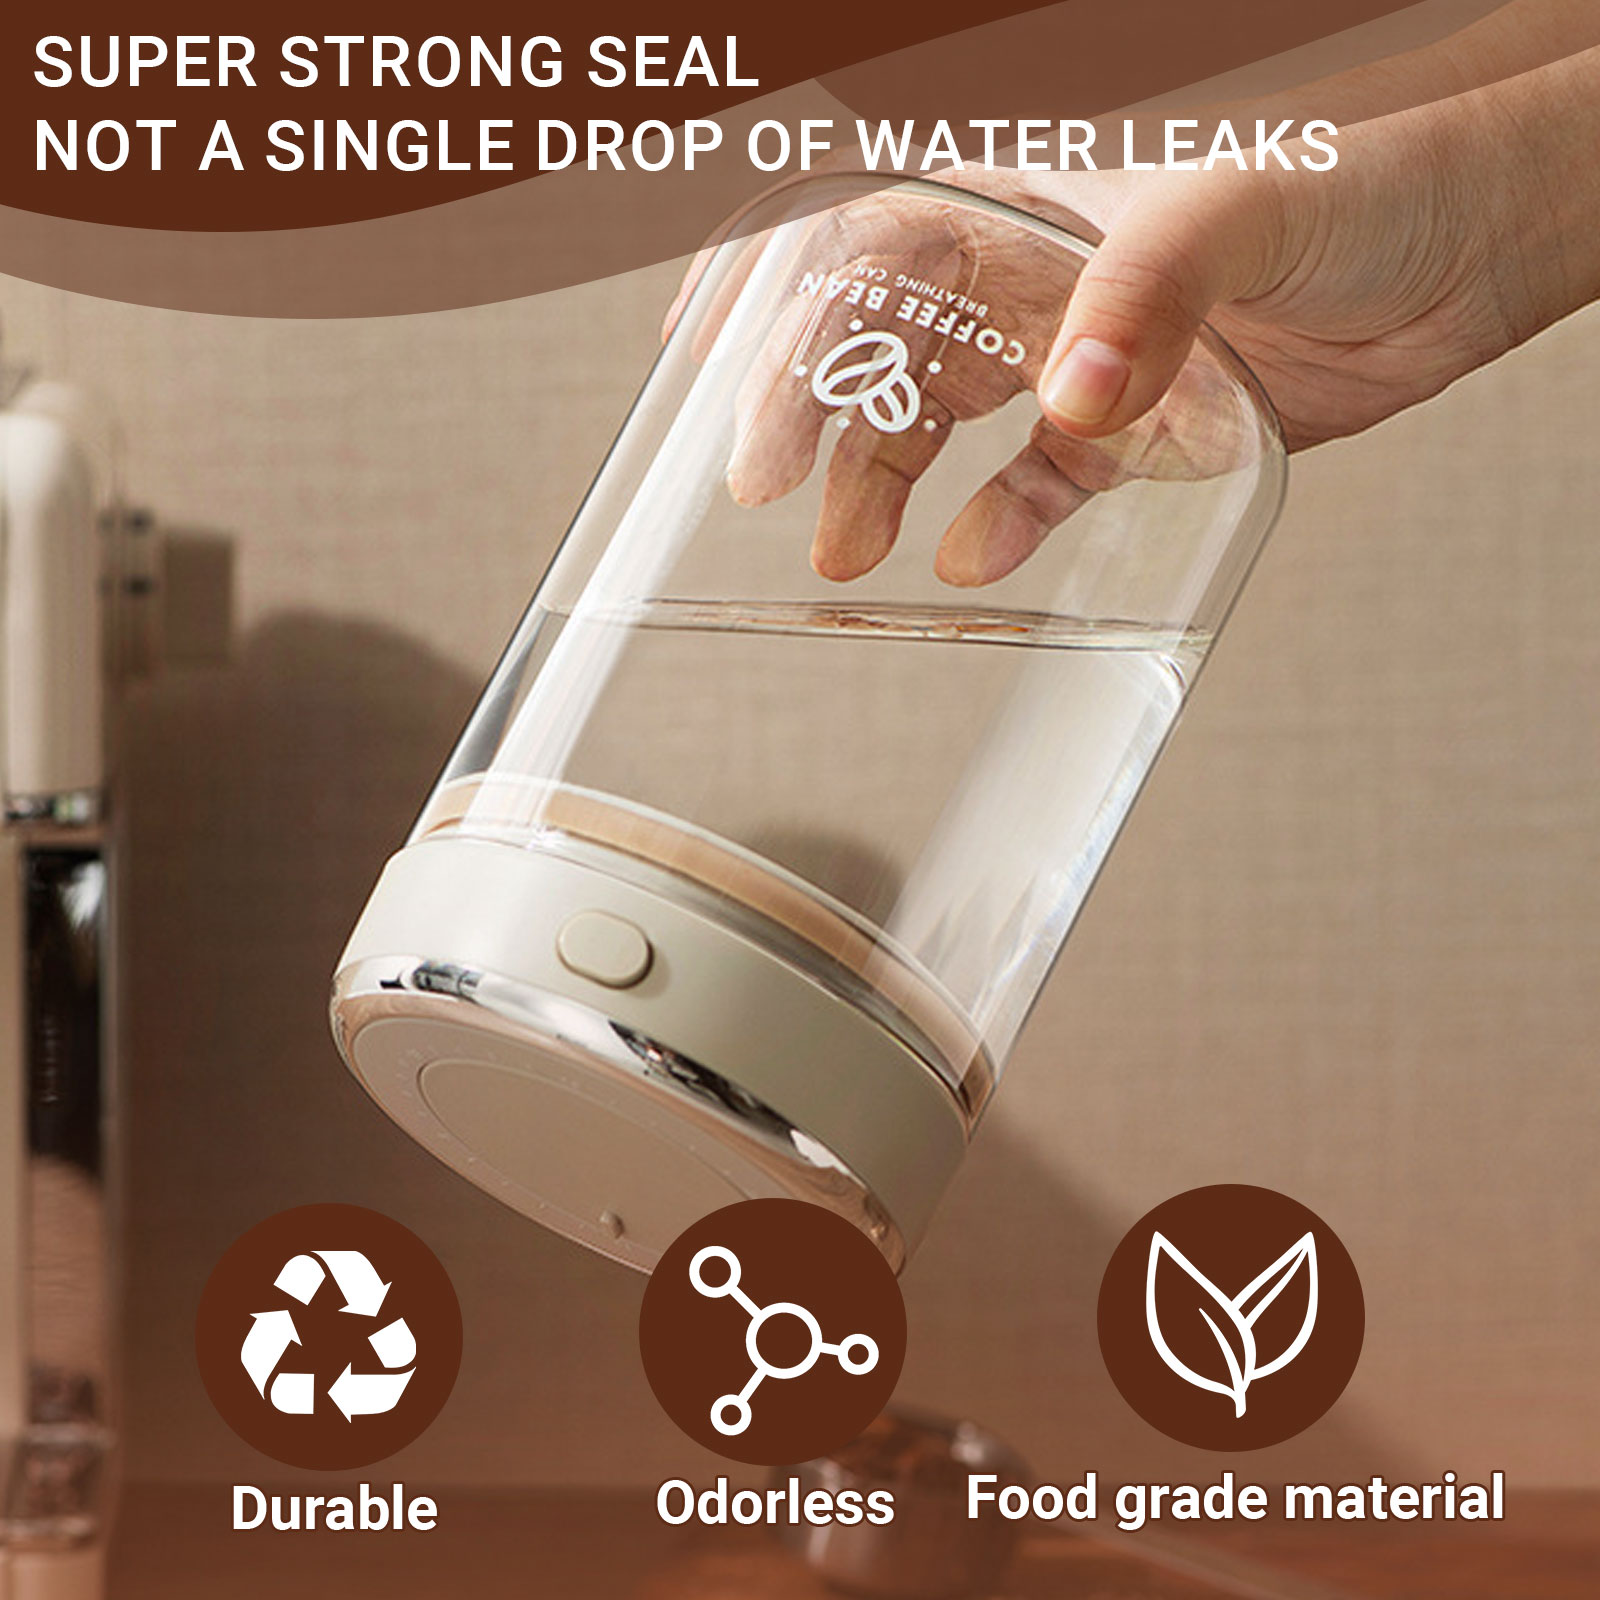 SUPER STRONG SEAL
NOT A SINGLE DROP OF WATER LEAKS
COFFEE BEAN
BREATHING CAN
Durable
Odorless
Food grade material